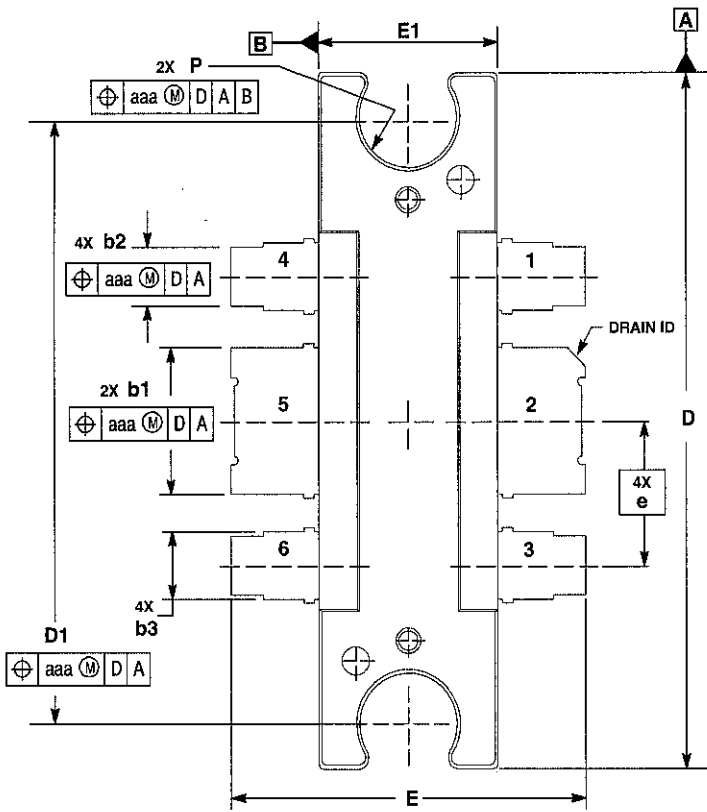 B
E1
A
2X P
⌖ aaa Ⓜ D A B
4X b2
⌖ aaa Ⓜ D A
4
1
DRAIN ID
2X b1
⌖ aaa Ⓜ D A
5
2
D
4X
e
6
3
4X
b3
D1
⌖ aaa Ⓜ D A
E